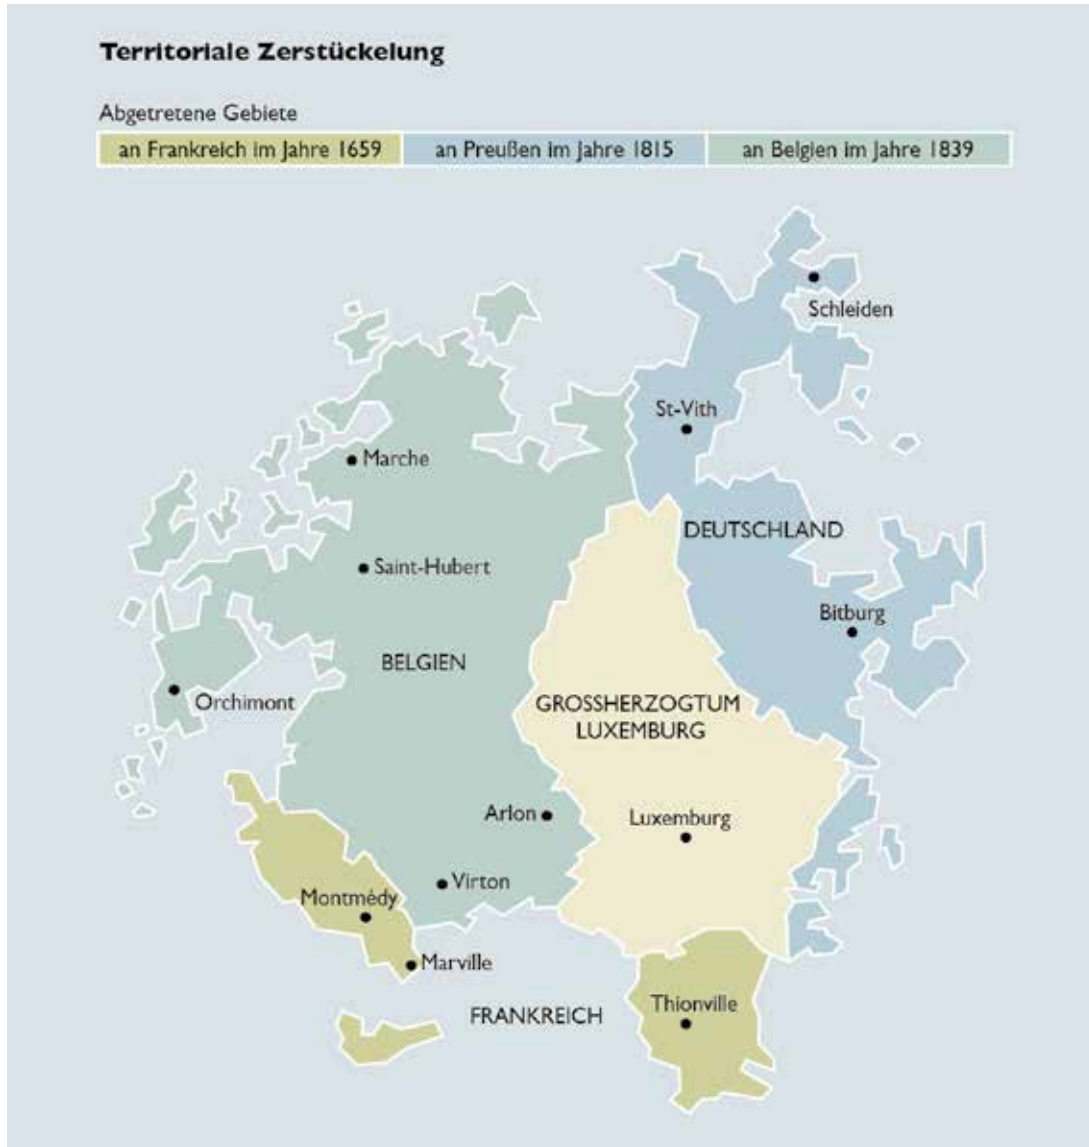 Territoriale Zerstückelung
Abgetretene Gebiete
an Frankreich im Jahre 1659
an Preußen im Jahre 1815
an Belgien im Jahre 1839
Schleiden
St-Vith
Marche
DEUTSCHLAND
Saint-Hubert
Bitburg
BELGIEN
Orchimont
GROSSHERZOGTUM
LUXEMBURG
Arlon
Luxemburg
Virton
Montmédy
Marville
FRANKREICH
Thionville